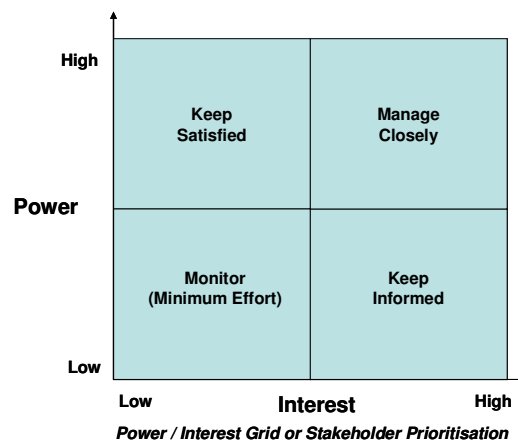 High
Keep
Satisfied
Manage
Closely
Power
Monitor
(Minimum Effort)
Keep
Informed
Low
Low
Interest
High
Power / Interest Grid or Stakeholder Prioritisation